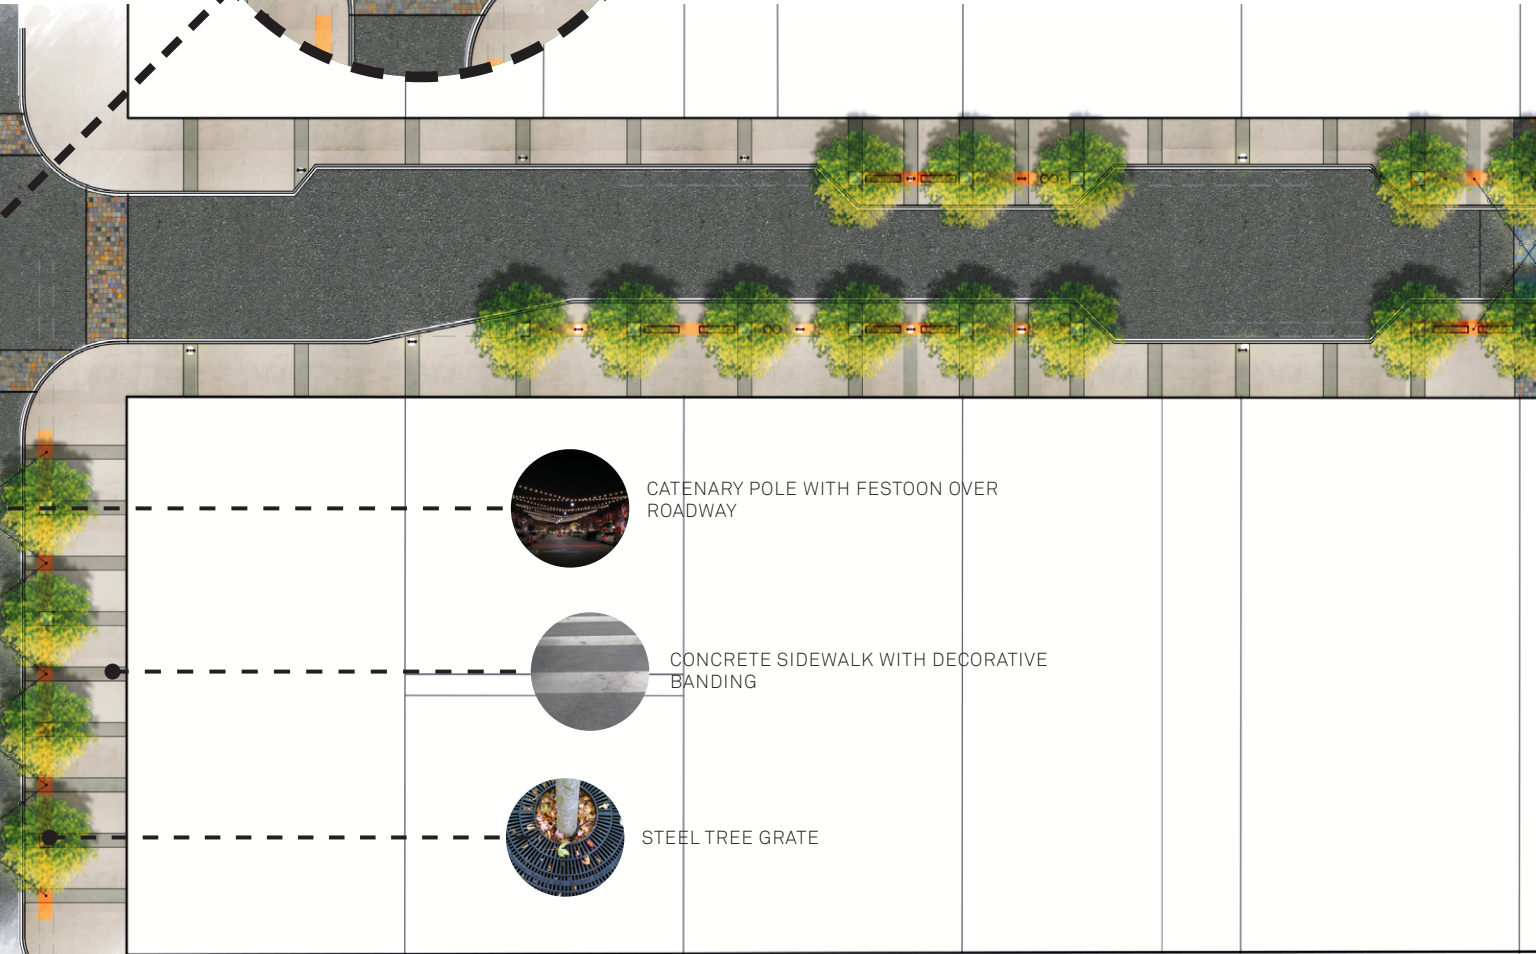 CATENARY POLE WITH FESTOON OVER
ROADWAY
CONCRETE SIDEWALK WITH DECORATIVE
BANDING
STEEL TREE GRATE